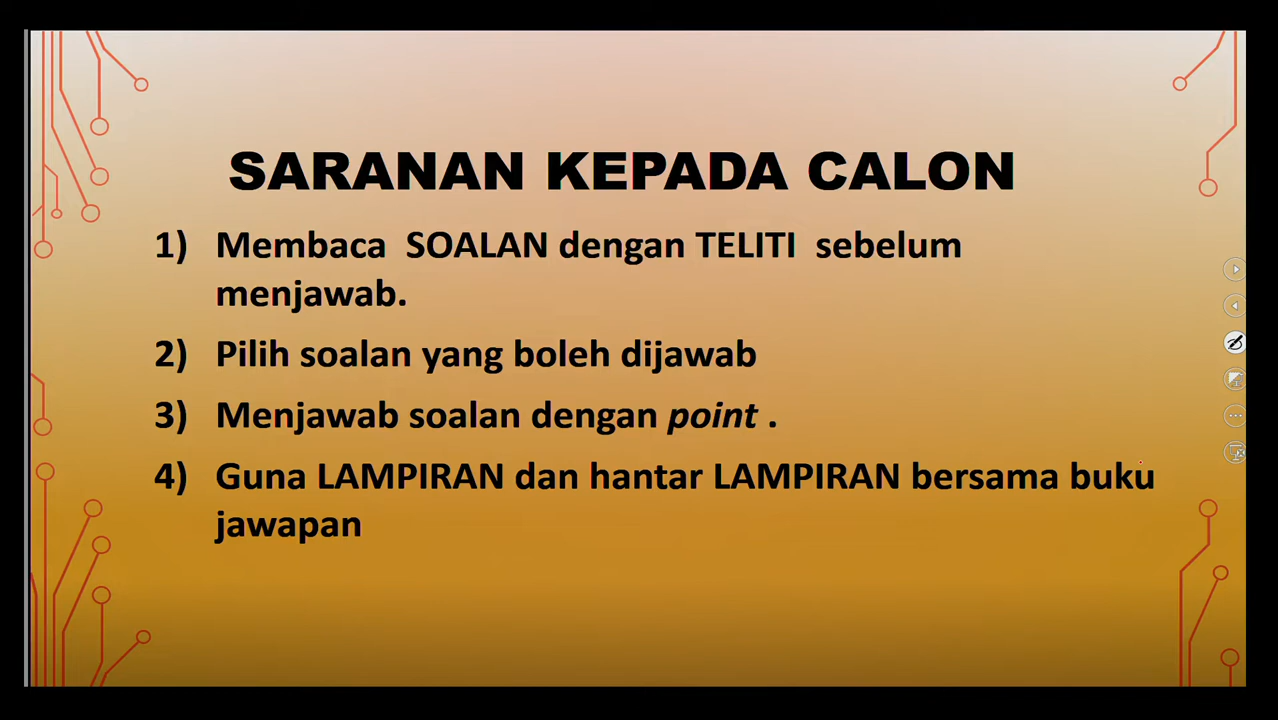 SARANAN KEPADA CALON
1) Membaca SOALAN dengan TELITI sebelum
menjawab.
2) Pilih soalan yang boleh dijawab
3) Menjawab soalan dengan point .
4) Guna LAMPIRAN dan hantar LAMPIRAN bersama buku
jawapan